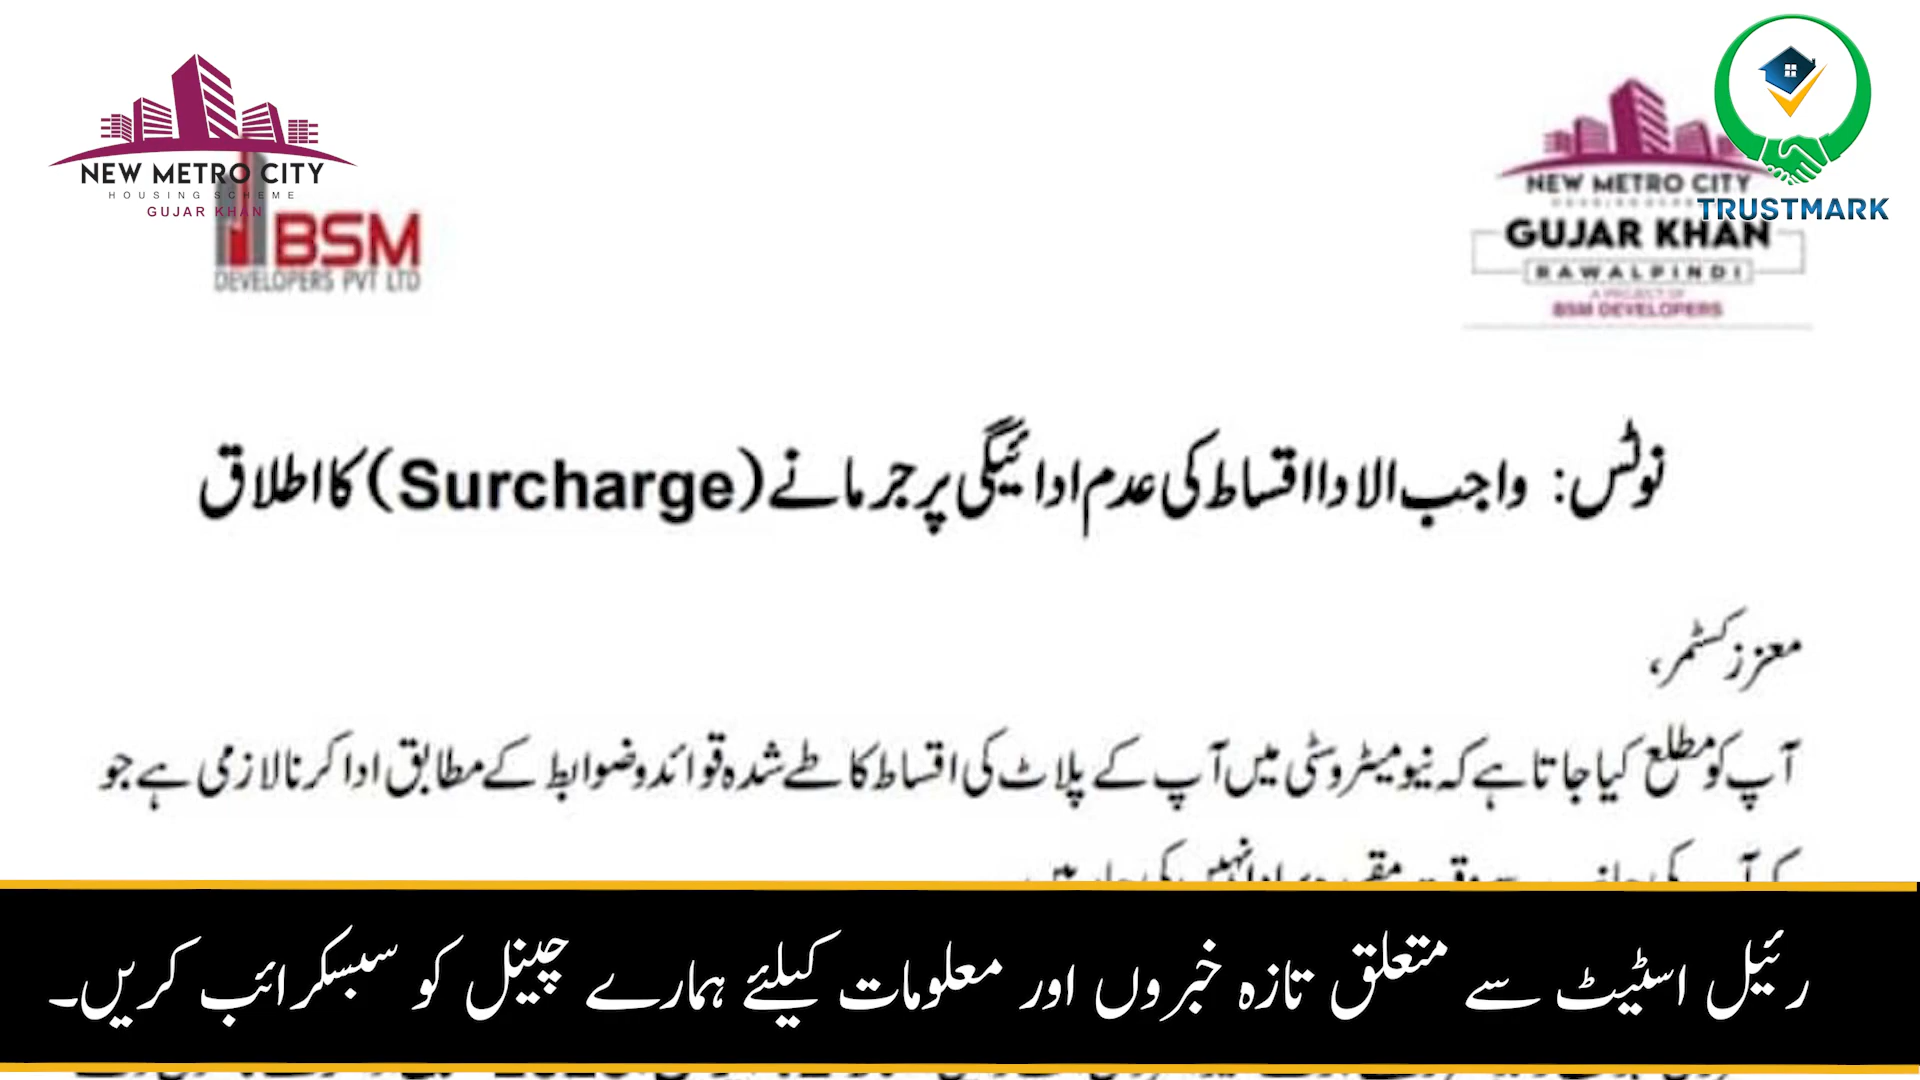 NEW METRO CITY
HOUSING SCHEME
GUJAR KHAN
BSM
DEVELOPERS PVT LTD
NEW METRO CITY
GUJAR KHAN
RAWALPINDI
A PROJECT OF
BSM DEVELOPERS
TRUSTMARK
نوٹس: واجب الادا اقساط کی عدم ادائیگی پر جرمانے (Surcharge) کا اطلاق
معزز کسٹمر،
آپ کو مطلع کیا جاتا ہے کہ نیو میٹرو سٹی میں آپ کے پلاٹ کی اقساط کا طے شدہ قوائد و ضوابط کے مطابق ادا کرنا لازمی ہے جو
رئیل اسٹیٹ سے متعلق تازہ خبروں اور معلومات کیلئے ہمارے چینل کو سبسکرائب کریں۔